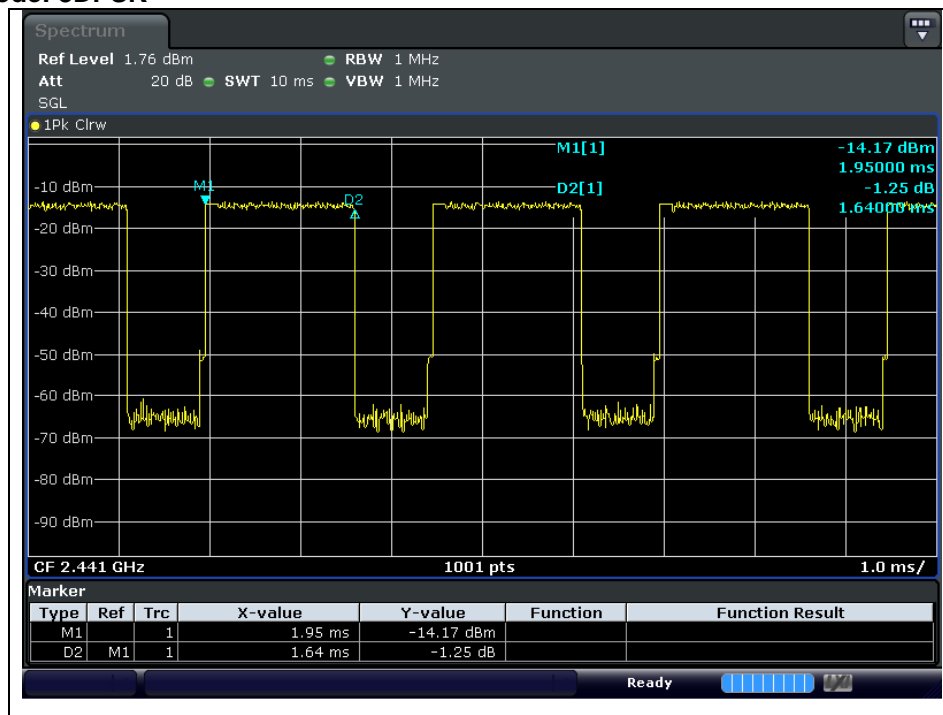 Spectrum
Ref Level 1.76 dBm RBW 1 MHz
Att 20 dB SWT 10 ms VBW 1 MHz
SGL
1Pk Clrw
M1[1] -14.17 dBm
1.95000 ms
-10 dBm M1 D2[1] -1.25 dB
D2 1.64000 ms
-20 dBm
-30 dBm
-40 dBm
-50 dBm
-60 dBm
-70 dBm
-80 dBm
-90 dBm
CF 2.441 GHz 1001 pts 1.0 ms/
Marker
Type Ref Trc X-value Y-value Function Function Result
M1 1 1.95 ms -14.17 dBm
D2 M1 1 1.64 ms -1.25 dB
Ready